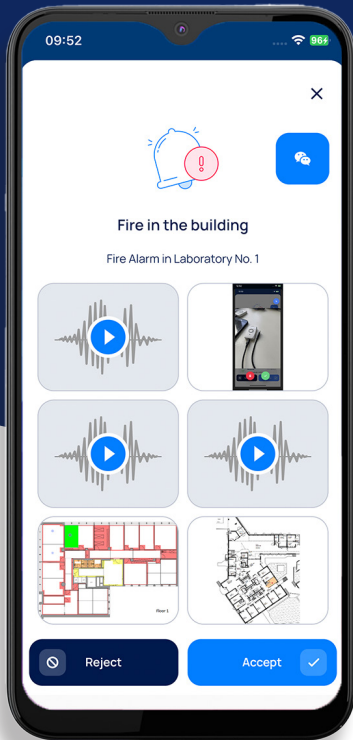 09:52
96
Fire in the building
Fire Alarm in Laboratory No. 1
Floor 1
Reject
Accept